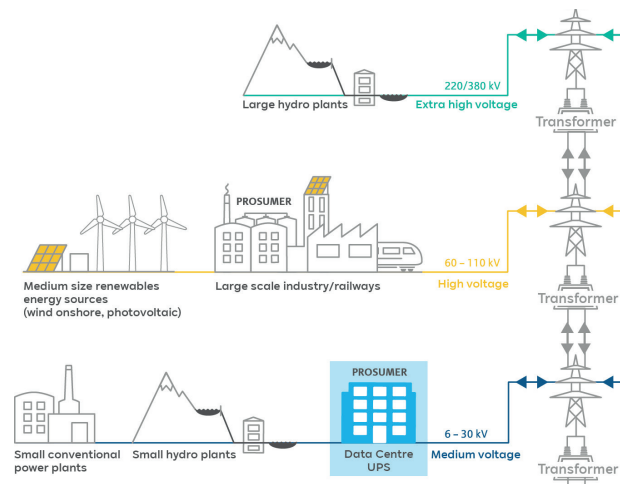 220/380 kV
Large hydro plants
Extra high voltage
Transformer
PROSUMER
60 – 110 kV
Medium size renewables
energy sources
(wind onshore, photovoltaic)
Large scale industry/railways
High voltage
Transformer
PROSUMER
6 – 30 kV
Small conventional
power plants
Small hydro plants
Data Centre
UPS
Medium voltage
Transformer